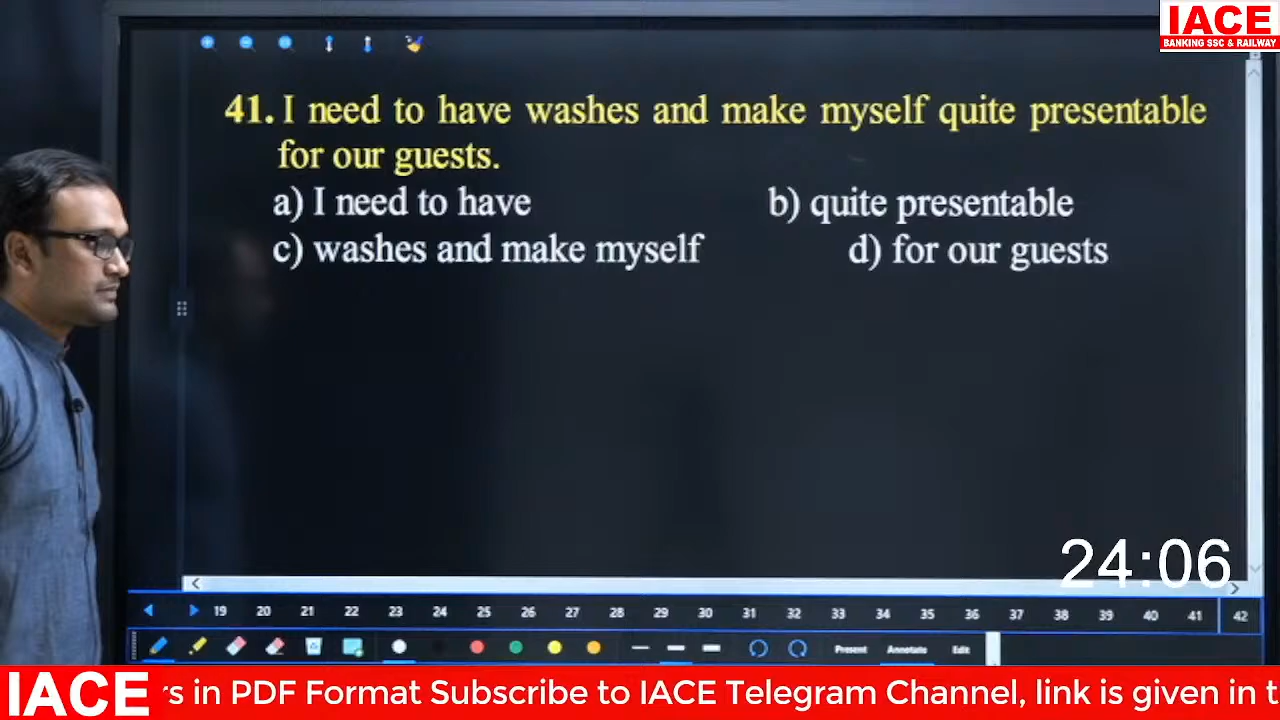 IACE
BANKING SSC & RAILWAY
41. I need to have washes and make myself quite presentable
for our guests.
a) I need to have b) quite presentable
c) washes and make myself d) for our guests
24:06
19 20 21 22 23 24 25 26 27 28 29 30 31 32 33 34 35 36 37 38 39 40 41 42
Present Annotate Edit
IACE rs in PDF Format Subscribe to IACE Telegram Channel, link is given in t